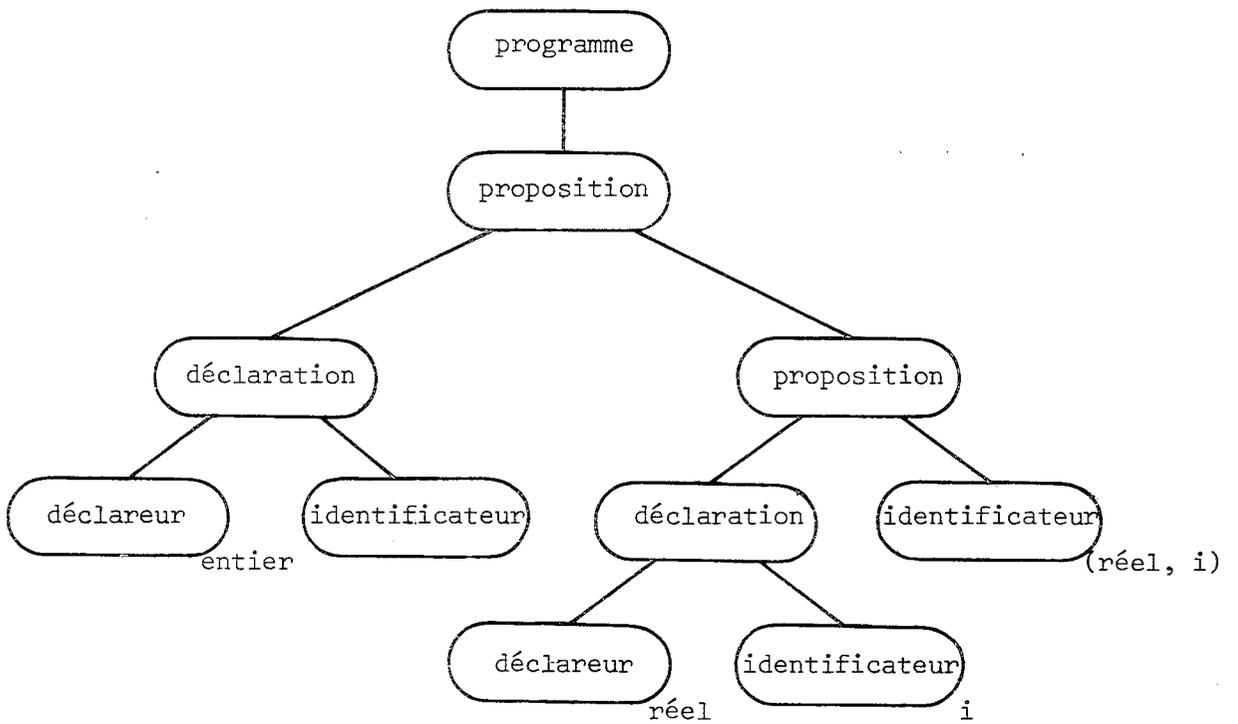 programme
proposition
déclaration
proposition
déclareur
identificateur
déclaration
identificateur
entier
(réel, i)
déclareur
identificateur
réel
i